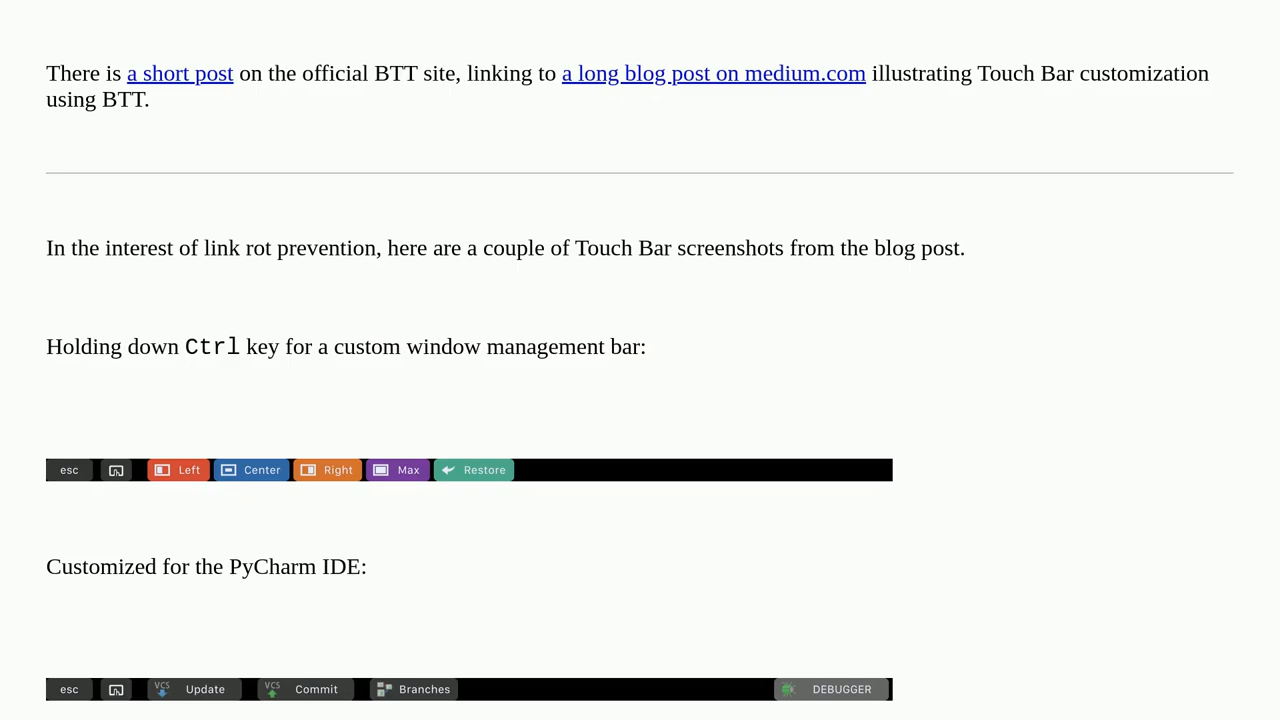 There is a short post on the official BTT site, linking to a long blog post on medium.com illustrating Touch Bar customization
using BTT.
In the interest of link rot prevention, here are a couple of Touch Bar screenshots from the blog post.
Holding down Ctrl key for a custom window management bar:
esc Left Center Right Max Restore
Customized for the PyCharm IDE:
esc VCS Update VCS Commit Branches DEBUGGER